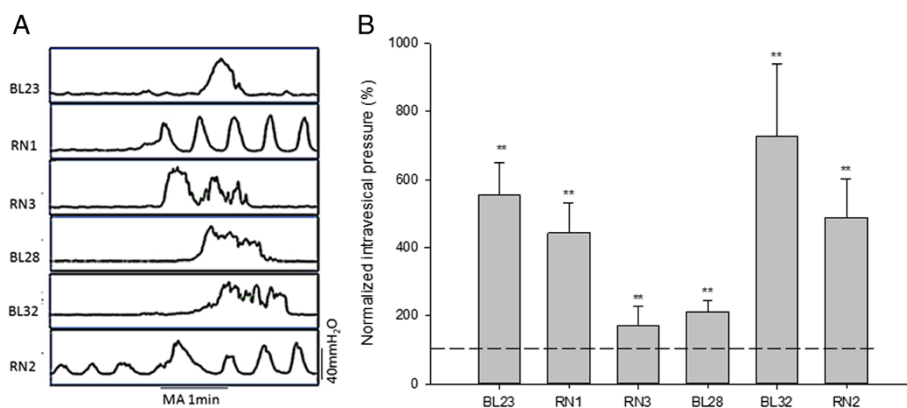 A
BL23
RN1
RN3
BL28
BL32
RN2
40mmH₂O
MA 1min
B
Normalized intravesical pressure (%)
1000
800
600
400
200
0
**
**
**
**
**
**
BL23
RN1
RN3
BL28
BL32
RN2